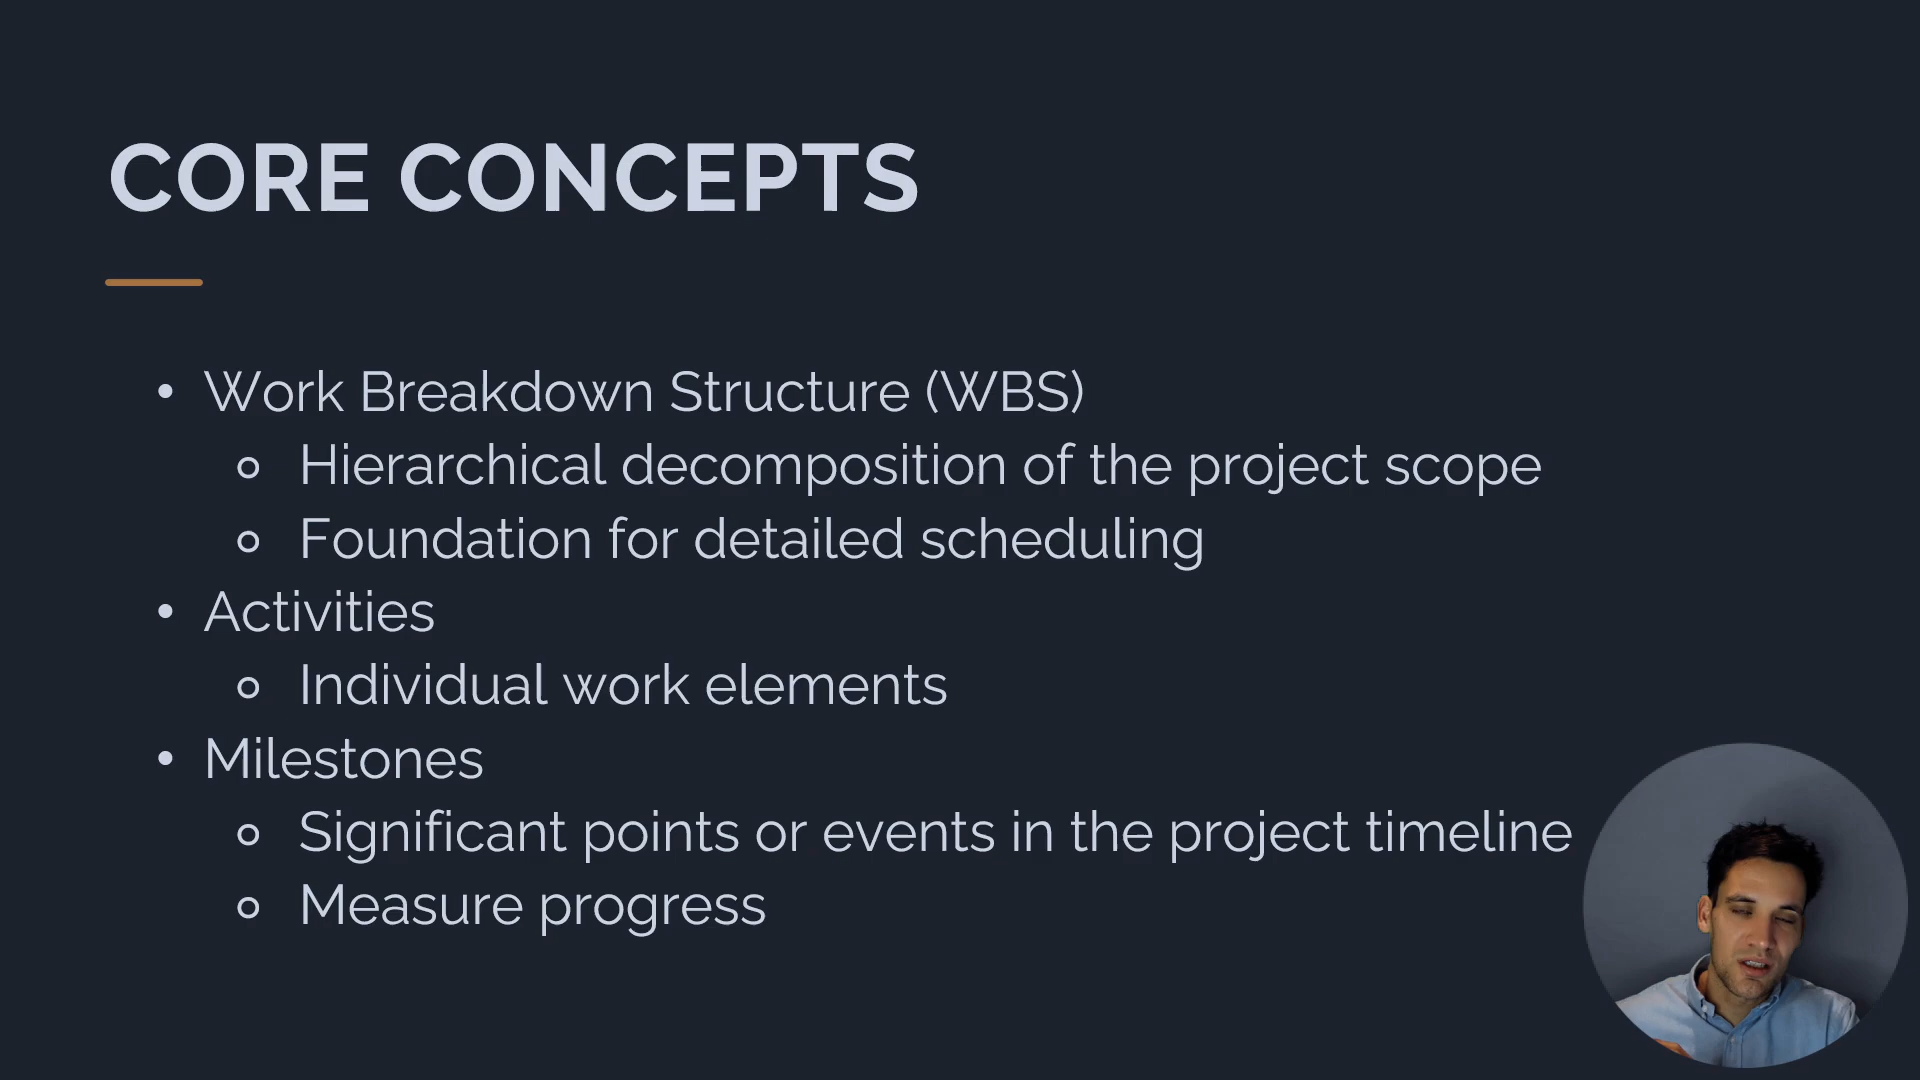 CORE CONCEPTS
• Work Breakdown Structure (WBS)
○ Hierarchical decomposition of the project scope
○ Foundation for detailed scheduling
• Activities
○ Individual work elements
• Milestones
○ Significant points or events in the project timeline
○ Measure progress